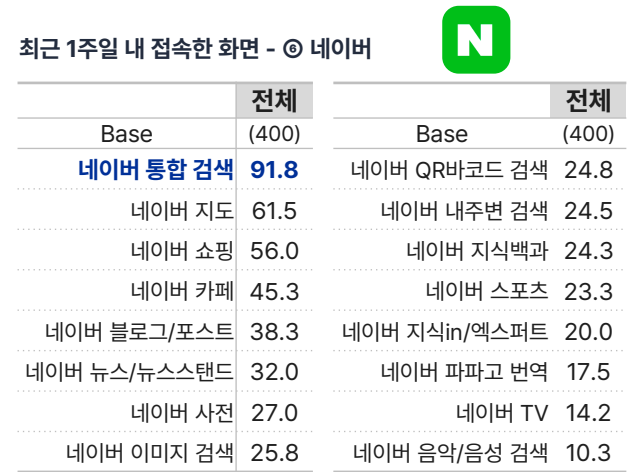 최근 1주일 내 접속한 화면 - ⑥ 네이버
N
전체
Base (400)
네이버 통합 검색 91.8
네이버 지도 61.5
네이버 쇼핑 56.0
네이버 카페 45.3
네이버 블로그/포스트 38.3
네이버 뉴스/뉴스스탠드 32.0
네이버 사전 27.0
네이버 이미지 검색 25.8
전체
Base (400)
네이버 QR바코드 검색 24.8
네이버 내주변 검색 24.5
네이버 지식백과 24.3
네이버 스포츠 23.3
네이버 지식in/엑스퍼트 20.0
네이버 파파고 번역 17.5
네이버 TV 14.2
네이버 음악/음성 검색 10.3